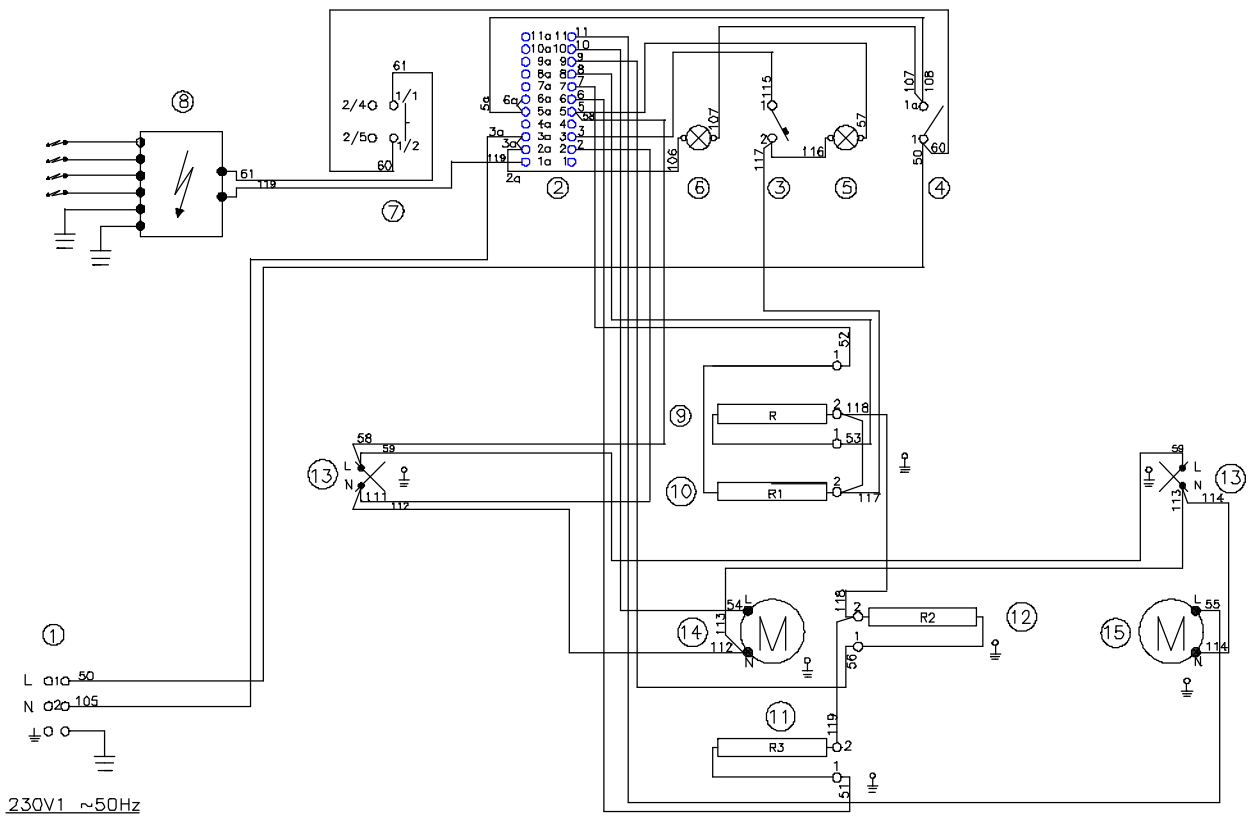 8
61
119
2/4
2/5
61
1/1
1/2
60
7
5a
6a
3a
3a
119
2a
11a 11
10a 10
9a 9
8a 8
7a 7
6a 6
5a 5
4a 4
3a 3
2a 2
1a 1
11
10
9
8
7
6
5
58
3
2
2
106
107
6
115
1
2
117
116
3
57
5
107
108
1a
1
50
60
4
52
1
9
R
2
118
1
53
10
R1
2
117
58
59
13
L
N
111
112
59
L
N
13
113
114
54
L
113
14
M
112
N
118
2
R2
12
1
56
15
M
L
55
114
N
11
119
R3
2
1
51
1
L 1 50
N 2 105
230V1 ~50Hz